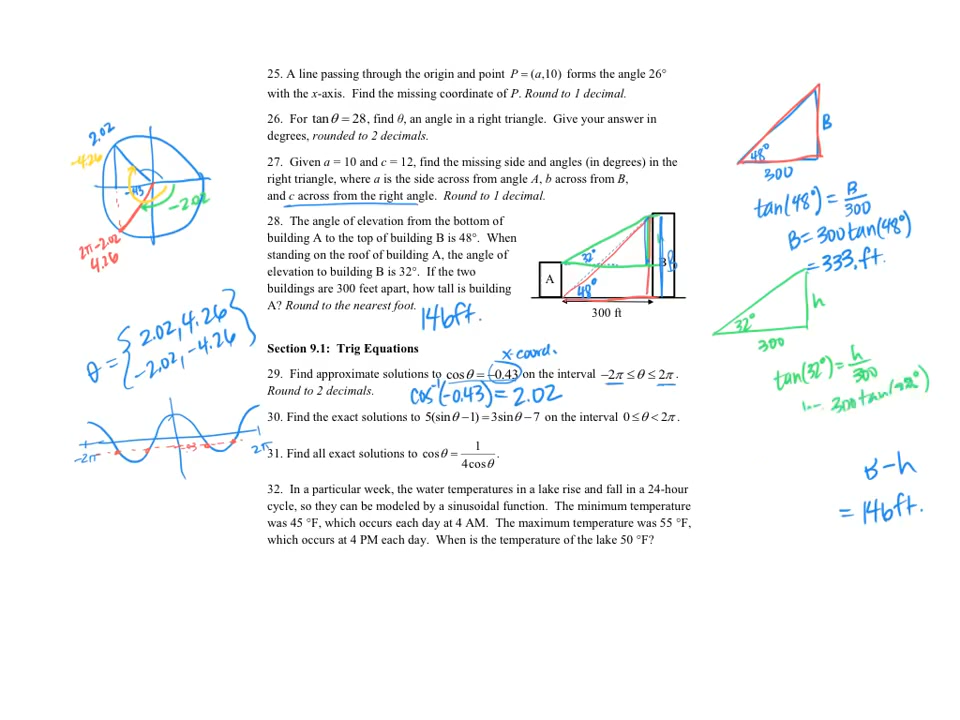 25. A line passing through the origin and point P = (a,10) forms the angle 26°
with the x-axis. Find the missing coordinate of P. Round to 1 decimal.
26. For tan θ = 28, find θ, an angle in a right triangle. Give your answer in
degrees, rounded to 2 decimals.
27. Given a = 10 and c = 12, find the missing side and angles (in degrees) in the
right triangle, where a is the side across from angle A, b across from B,
and c across from the right angle. Round to 1 decimal.
28. The angle of elevation from the bottom of
building A to the top of building B is 48°. When
standing on the roof of building A, the angle of
elevation to building B is 32°. If the two
buildings are 300 feet apart, how tall is building
A? Round to the nearest foot.
146ft.
A
B
32°
48°
300 ft
Section 9.1: Trig Equations
x-coord.
29. Find approximate solutions to cos θ = −0.43 on the interval −2π ≤ θ ≤ 2π.
Round to 2 decimals.
cos⁻¹(-0.43) = 2.02
30. Find the exact solutions to 5(sin θ − 1) = 3sin θ − 7 on the interval 0 ≤ θ < 2π.
31. Find all exact solutions to cos θ = 1/(4cos θ).
32. In a particular week, the water temperatures in a lake rise and fall in a 24-hour
cycle, so they can be modeled by a sinusoidal function. The minimum temperature
was 45 °F, which occurs each day at 4 AM. The maximum temperature was 55 °F,
which occurs at 4 PM each day. When is the temperature of the lake 50 °F?
2.02
-4.26
-2.02
2π-2.02
4.26
θ = { 2.02, 4.26
-2.02, -4.26 }
-2π
2π
48°
B
300
tan(48°) = B/300
B = 300tan(48°)
= 333 ft.
32°
h
300
tan(32°) = h/300
300tan(32°)
B-h
= 146ft.